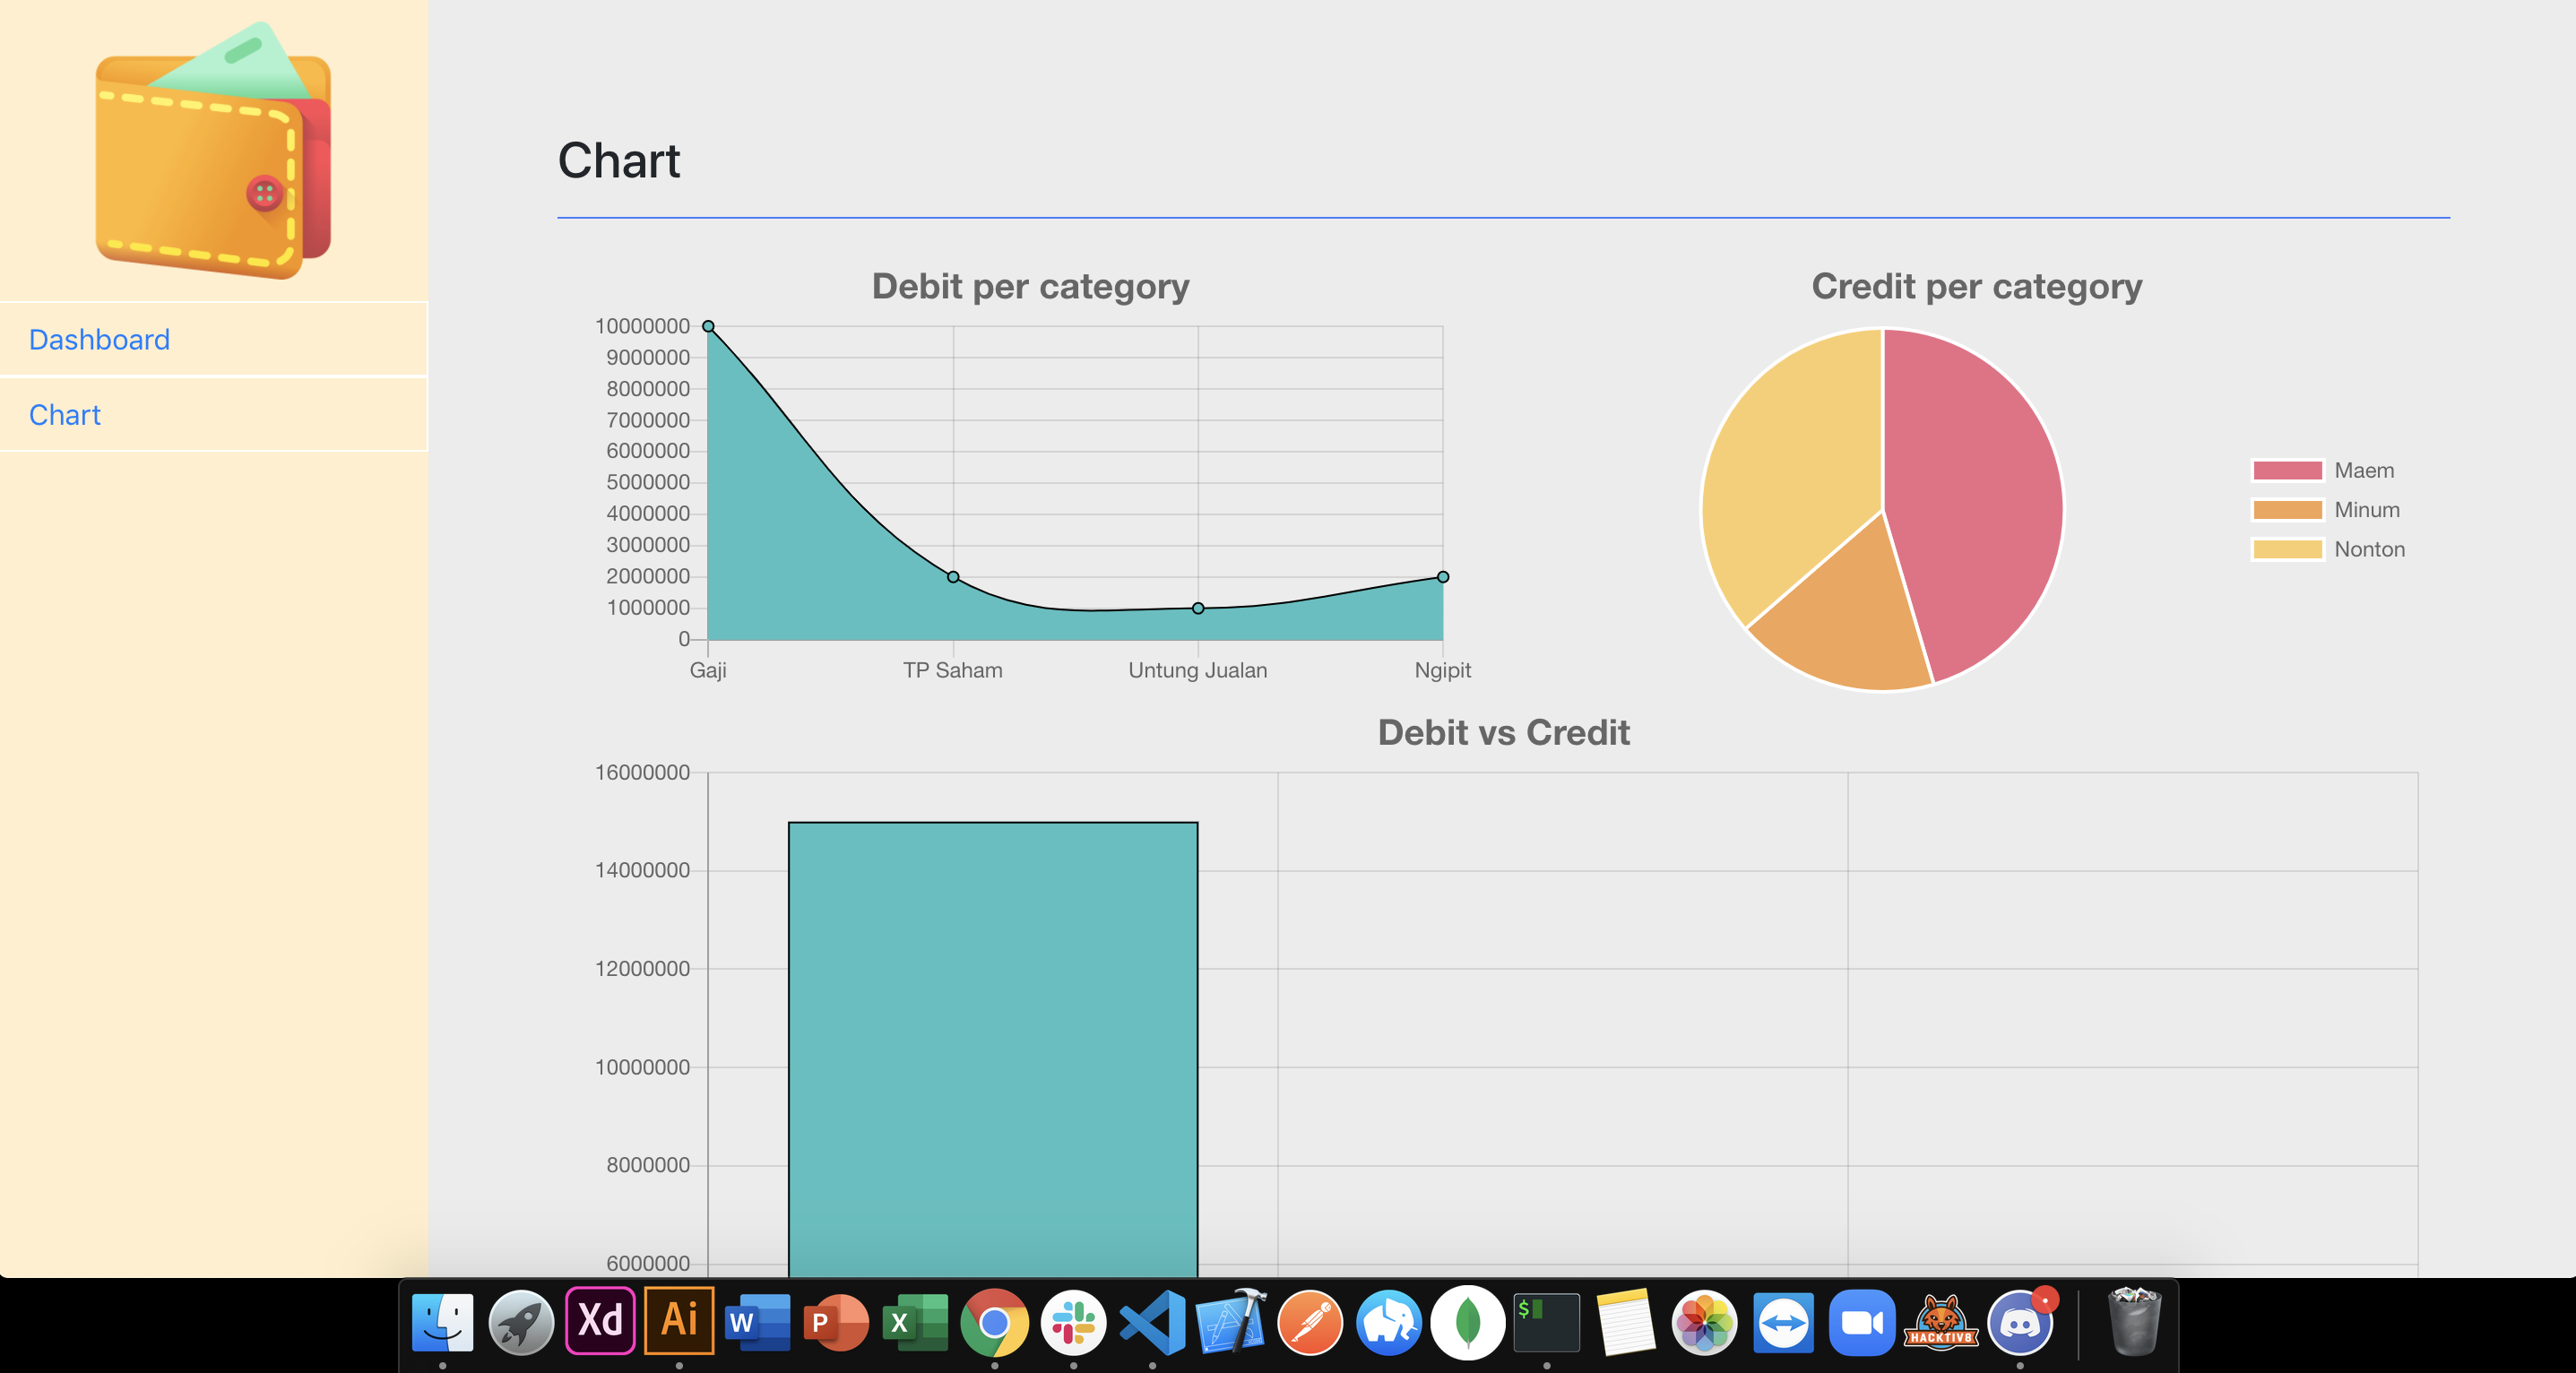 Dashboard
Chart
Chart
Debit per category
10000000
9000000
8000000
7000000
6000000
5000000
4000000
3000000
2000000
1000000
0
Gaji TP Saham Untung Jualan Ngipit
Credit per category
Maem
Minum
Nonton
Debit vs Credit
16000000
14000000
12000000
10000000
8000000
6000000
Xd Ai W P X $ HACKTIV8